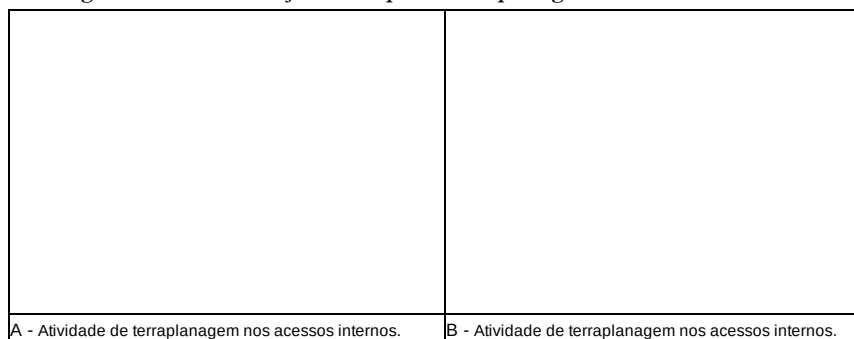 A - Atividade de terraplanagem nos acessos internos.
B - Atividade de terraplanagem nos acessos internos.